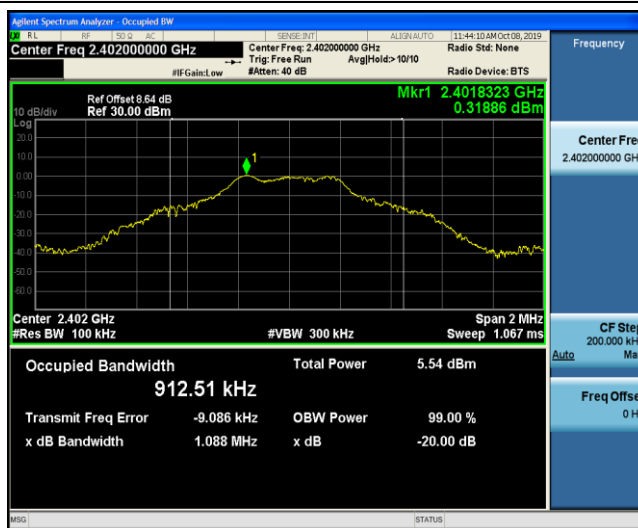 Agilent Spectrum Analyzer - Occupied BW
RL RF 50 Ω AC SENSE:INT ALIGN AUTO 11:44:10 AM Oct 08, 2019
Center Freq 2.402000000 GHz Center Freq: 2.402000000 GHz Radio Std: None
Trig: Free Run Avg|Hold:> 10/10
#IFGain:Low #Atten: 40 dB Radio Device: BTS
Frequency
Ref Offset 8.64 dB Mkr1 2.4018323 GHz
10 dB/div Ref 30.00 dBm 0.31886 dBm
Log
20.0
10.0
1
0.00
-10.0
-20.0
-30.0
-40.0
-50.0
-60.0
Center 2.402 GHz Span 2 MHz
#Res BW 100 kHz #VBW 300 kHz Sweep 1.067 ms
Occupied Bandwidth Total Power 5.54 dBm
912.51 kHz
Transmit Freq Error -9.086 kHz OBW Power 99.00 %
x dB Bandwidth 1.088 MHz x dB -20.00 dB
Center Fre
2.402000000 GH
CF Step
200.000 kH
Auto Ma
Freq Offse
0 H
MSG STATUS